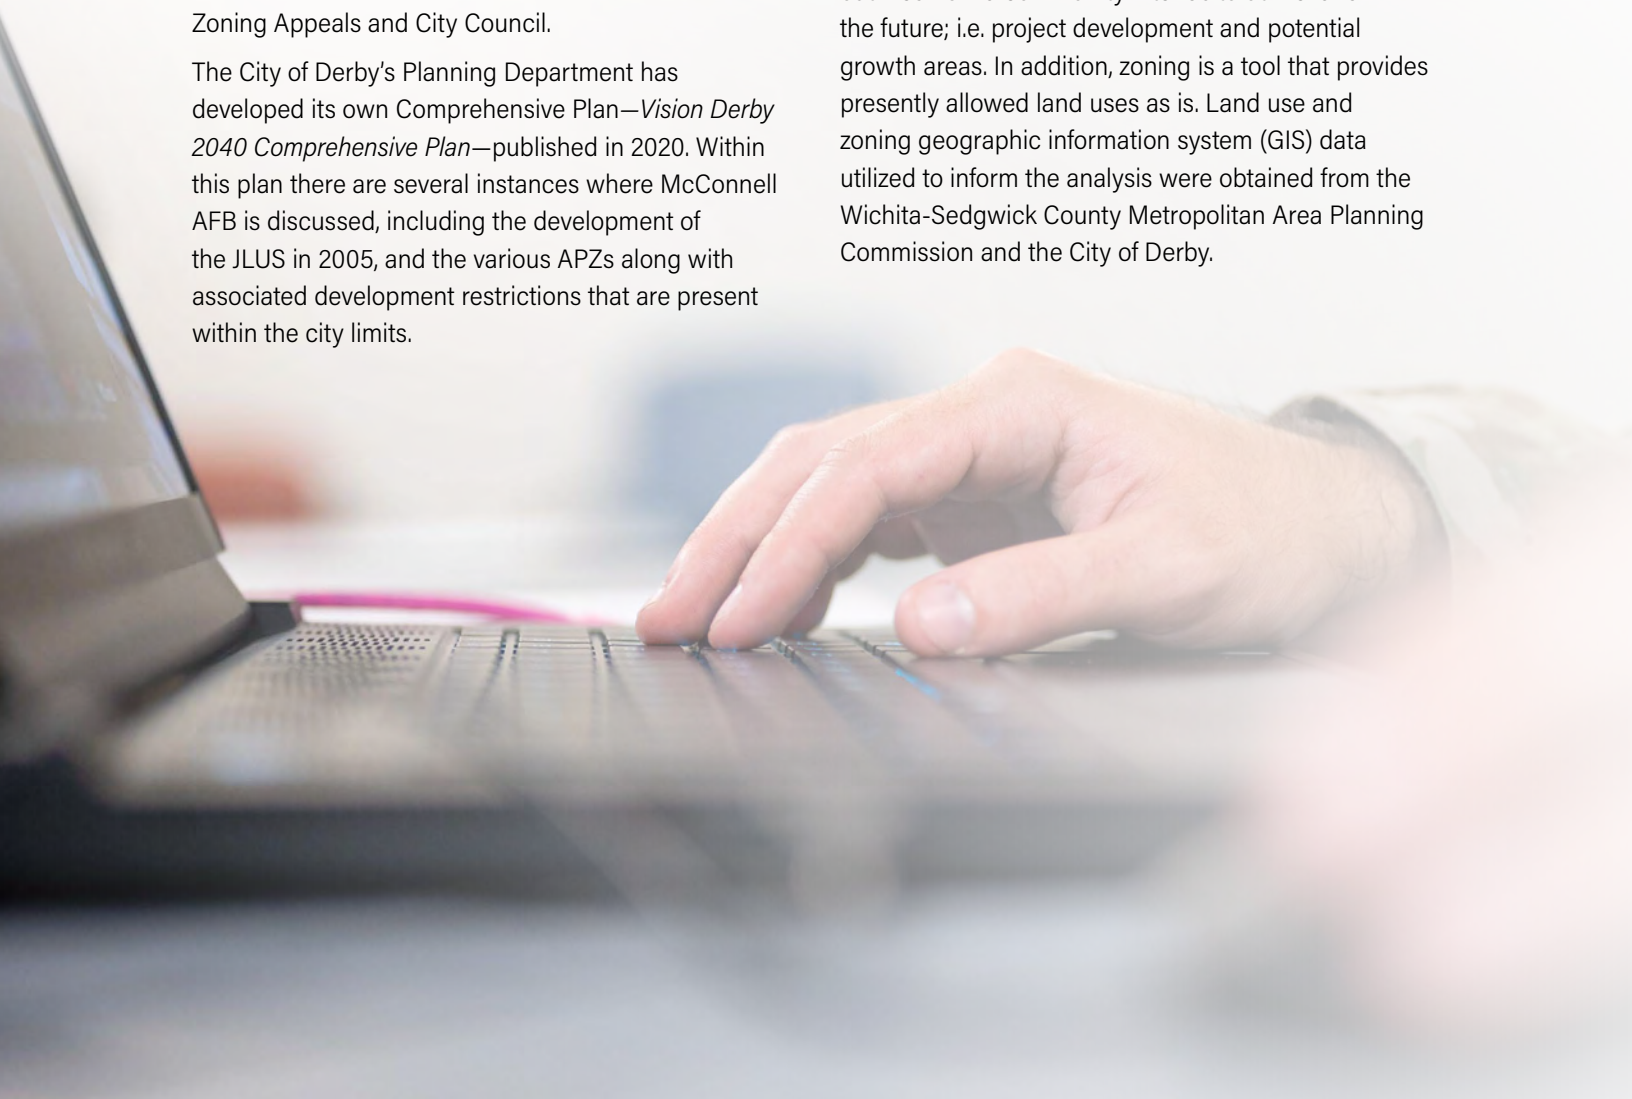 Zoning Appeals and City Council.
The City of Derby's Planning Department has
developed its own Comprehensive Plan—Vision Derby
2040 Comprehensive Plan—published in 2020. Within
this plan there are several instances where McConnell
AFB is discussed, including the development of
the JLUS in 2005, and the various APZs along with
associated development restrictions that are present
within the city limits.
the future; i.e. project development and potential
growth areas. In addition, zoning is a tool that provides
presently allowed land uses as is. Land use and
zoning geographic information system (GIS) data
utilized to inform the analysis were obtained from the
Wichita-Sedgwick County Metropolitan Area Planning
Commission and the City of Derby.